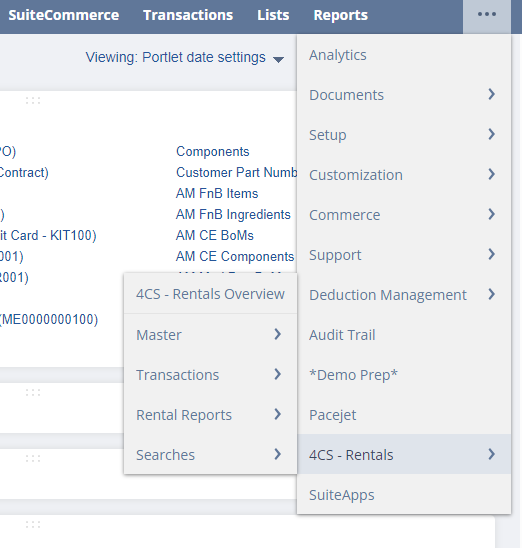 SuiteCommerce Transactions Lists Reports ...
Viewing: Portlet date settings
PO)
Contract)
)
it Card - KIT100)
001)
R001)
(ME0000000100)
Components
Customer Part Numb
AM FnB Items
AM FnB Ingredients
AM CE BoMs
AM CE Components
4CS - Rentals Overview
Master
Transactions
Rental Reports
Searches
Analytics
Documents
Setup
Customization
Commerce
Support
Deduction Management
Audit Trail
*Demo Prep*
Pacejet
4CS - Rentals
SuiteApps